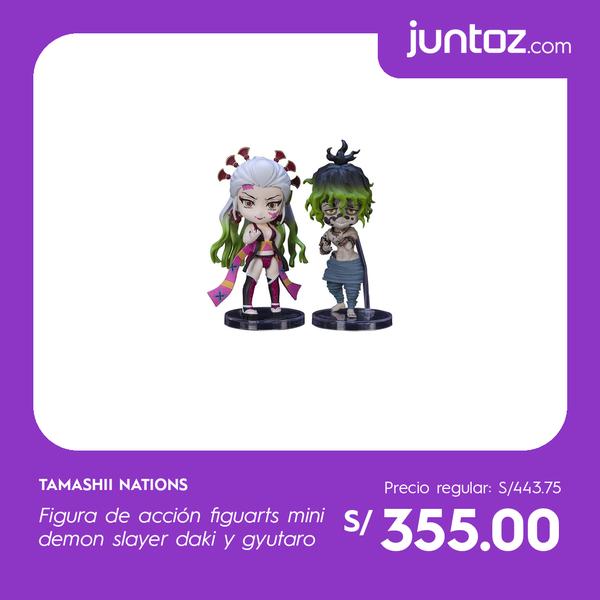 juntoz.com
TAMASHII NATIONS
Figura de acción figuarts mini
demon slayer daki y gyutaro
Precio regular: S/443.75
S/ 355.00